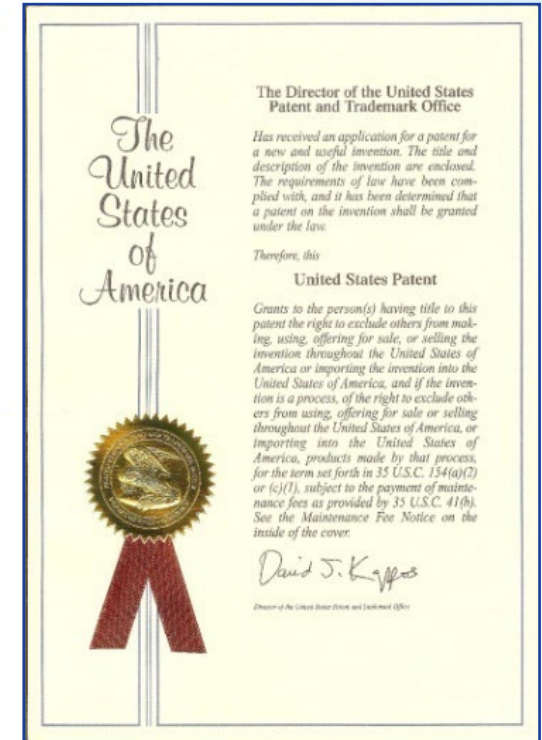 The
United
States
of
America
The Director of the United States
Patent and Trademark Office
Has received an application for a patent for
a new and useful invention. The title and
description of the invention are enclosed.
The requirements of law have been com-
plied with, and it has been determined that
a patent on the invention shall be granted
under the law.
Therefore, this
United States Patent
Grants to the person(s) having title to this
patent the right to exclude others from mak-
ing, using, offering for sale, or selling the
invention throughout the United States of
America or importing the invention into the
United States of America, and if the inven-
tion is a process, of the right to exclude oth-
ers from using, offering for sale or selling
throughout the United States of America, or
importing into the United States of
America, products made by that process,
for the term set forth in 35 U.S.C. 154(a)(2)
or (c)(1), subject to the payment of mainte-
nance fees as provided by 35 U.S.C. 41(b).
See the Maintenance Fee Notice on the
inside of the cover.
David J. Kappos
Director of the United States Patent and Trademark Office